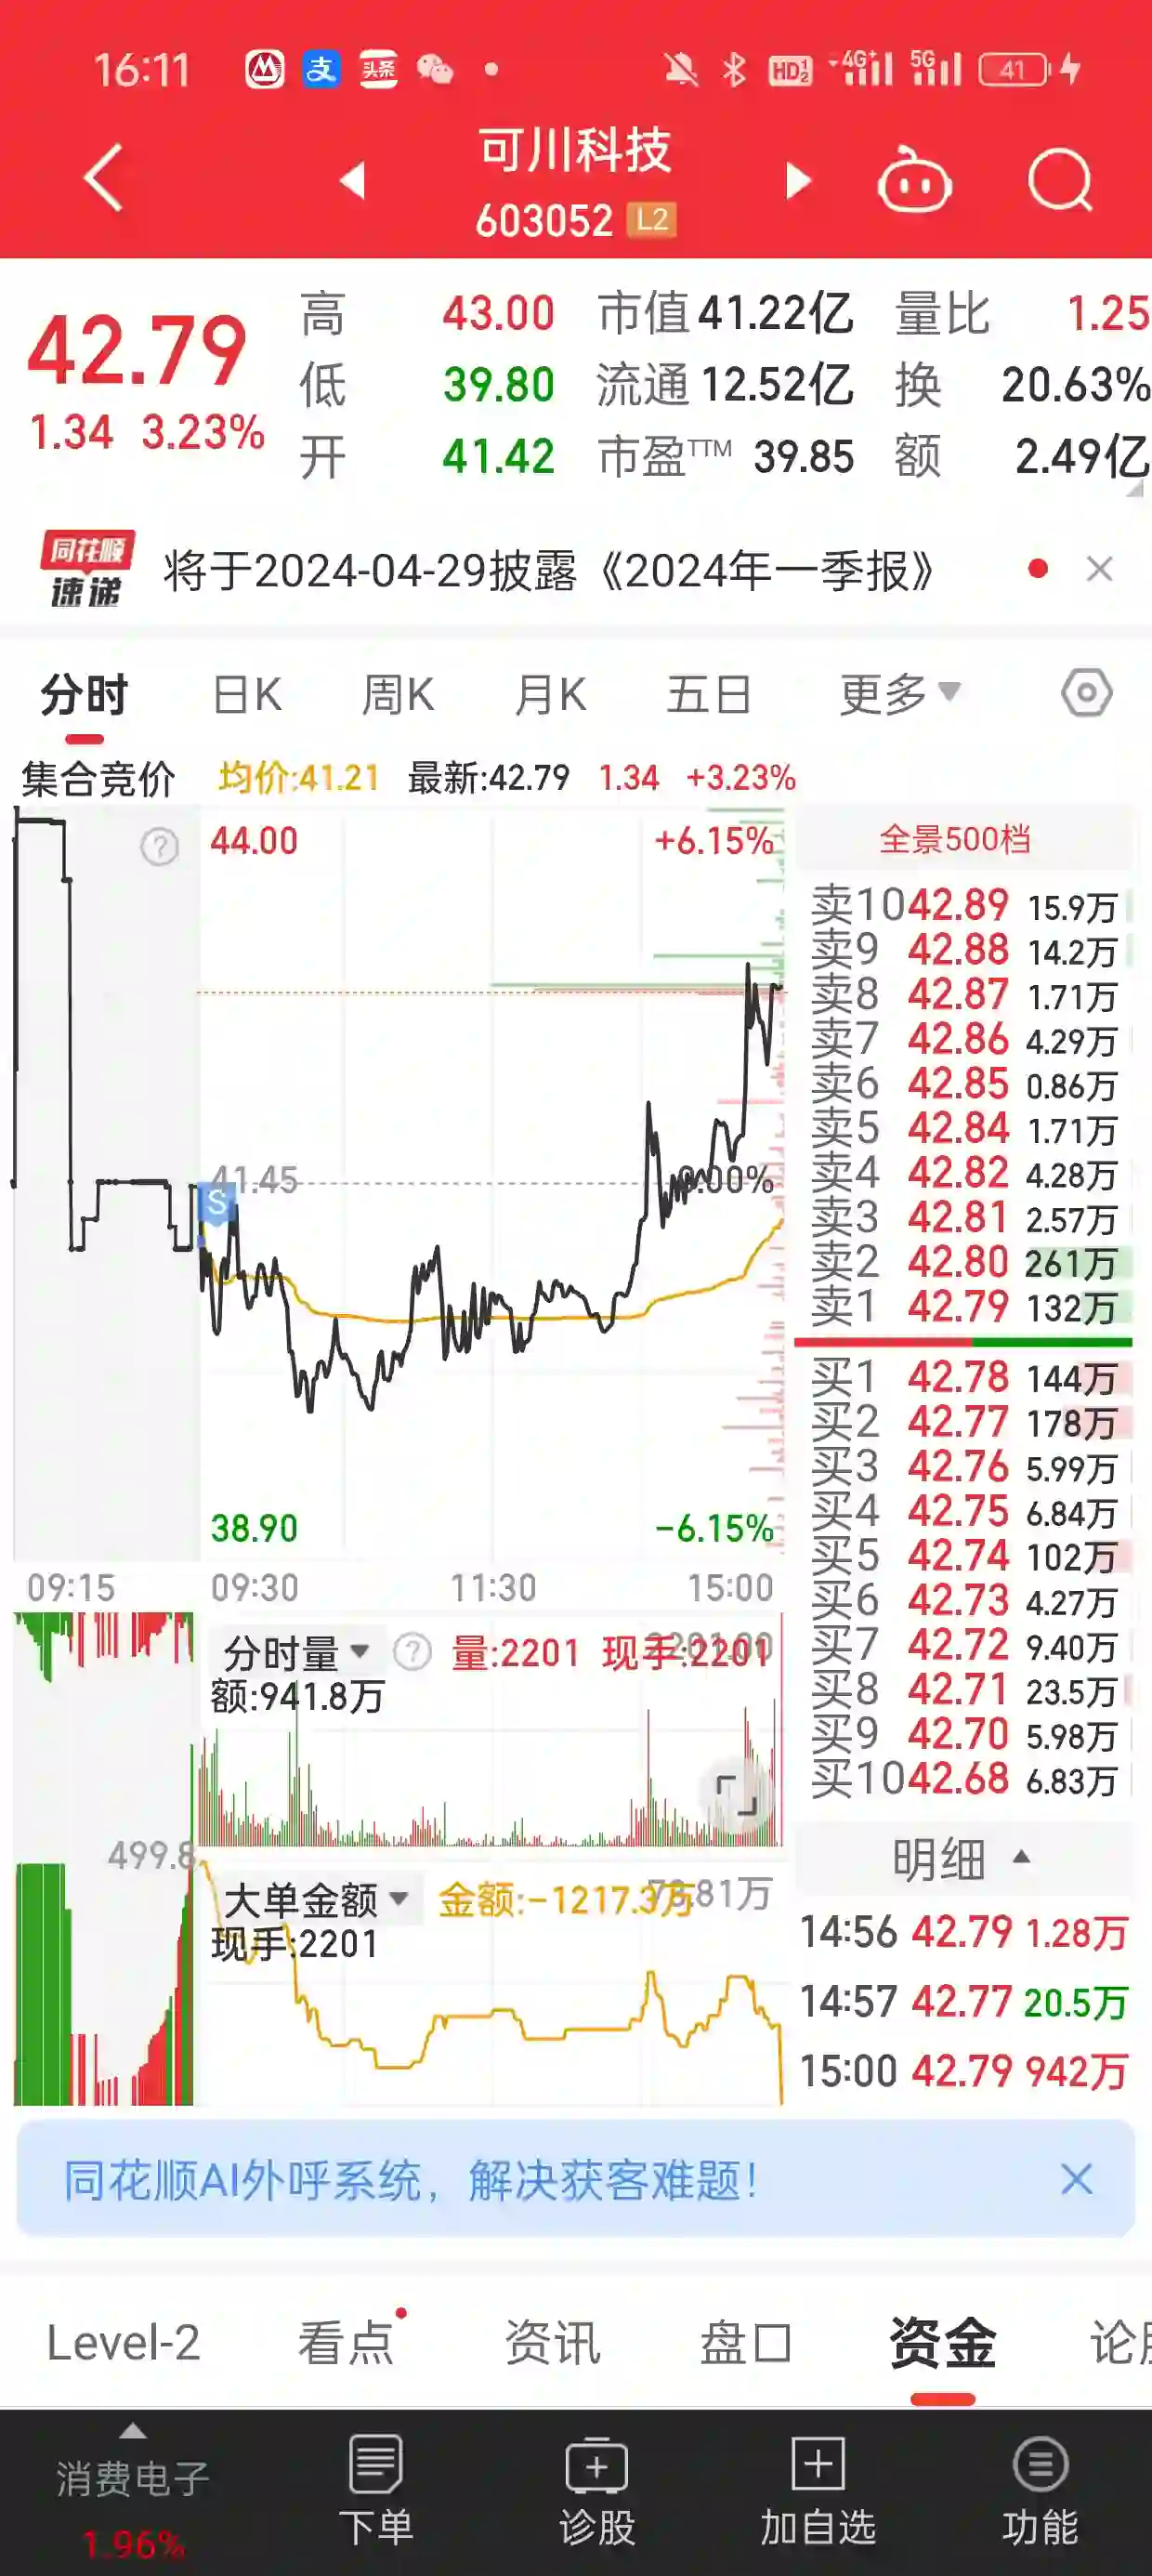 16:11 支 头条 HD1 2 4G+ 5G 41
可川科技
603052 L2
42.79
1.34 3.23%
高 43.00 市值 41.22亿 量比 1.25
低 39.80 流通 12.52亿 换 20.63%
开 41.42 市盈TTM 39.85 额 2.49亿
同花顺
速递
将于2024-04-29披露《2024年一季报》
分时 日K 周K 月K 五日 更多
集合竞价 均价:41.21 最新:42.79 1.34 +3.23%
44.00 +6.15%
41.45 0.00%
S
38.90 -6.15%
09:15 09:30 11:30 15:00
分时量 量:2201 现手:2201 2201.00
额:941.8万
499.8
大单金额 金额:-1217.3万
现手:2201
全景500档
卖10 42.89 15.9万
卖9 42.88 14.2万
卖8 42.87 1.71万
卖7 42.86 4.29万
卖6 42.85 0.86万
卖5 42.84 1.71万
卖4 42.82 4.28万
卖3 42.81 2.57万
卖2 42.80 261万
卖1 42.79 132万
买1 42.78 144万
买2 42.77 178万
买3 42.76 5.99万
买4 42.75 6.84万
买5 42.74 102万
买6 42.73 4.27万
买7 42.72 9.40万
买8 42.71 23.5万
买9 42.70 5.98万
买10 42.68 6.83万
明细
14:56 42.79 1.28万
14:57 42.77 20.5万
15:00 42.79 942万
同花顺AI外呼系统，解决获客难题！
Level-2 看点 资讯 盘口 资金 论
消费电子
1.96%
下单 诊股 加自选 功能